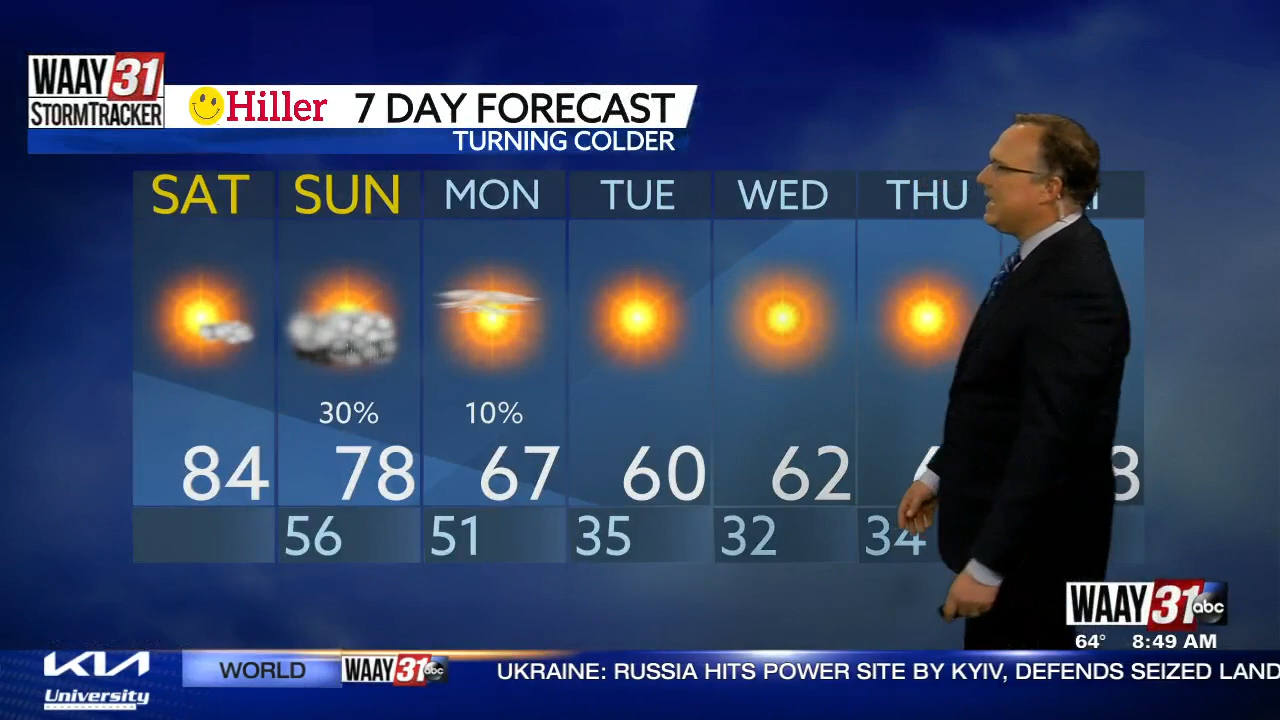 WAAY 31
STORMTRACKER
Hiller 7 DAY FORECAST
TURNING COLDER
SAT SUN MON TUE WED THU
30% 10%
84 78 67 60 62
56 51 35 32 34
WAAY 31 abc
64° 8:49 AM
KIA University
WORLD WAAY 31 abc UKRAINE: RUSSIA HITS POWER SITE BY KYIV, DEFENDS SEIZED LAND